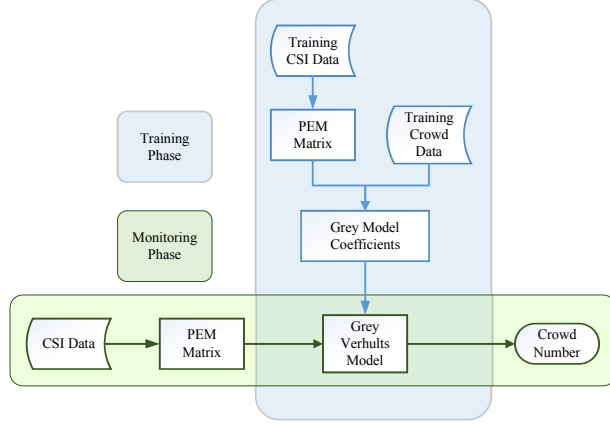 Training
CSI Data
PEM
Matrix
Training
Crowd
Data
Training
Phase
Grey Model
Coefficients
Monitoring
Phase
CSI Data
PEM
Matrix
Grey
Verhults
Model
Crowd
Number